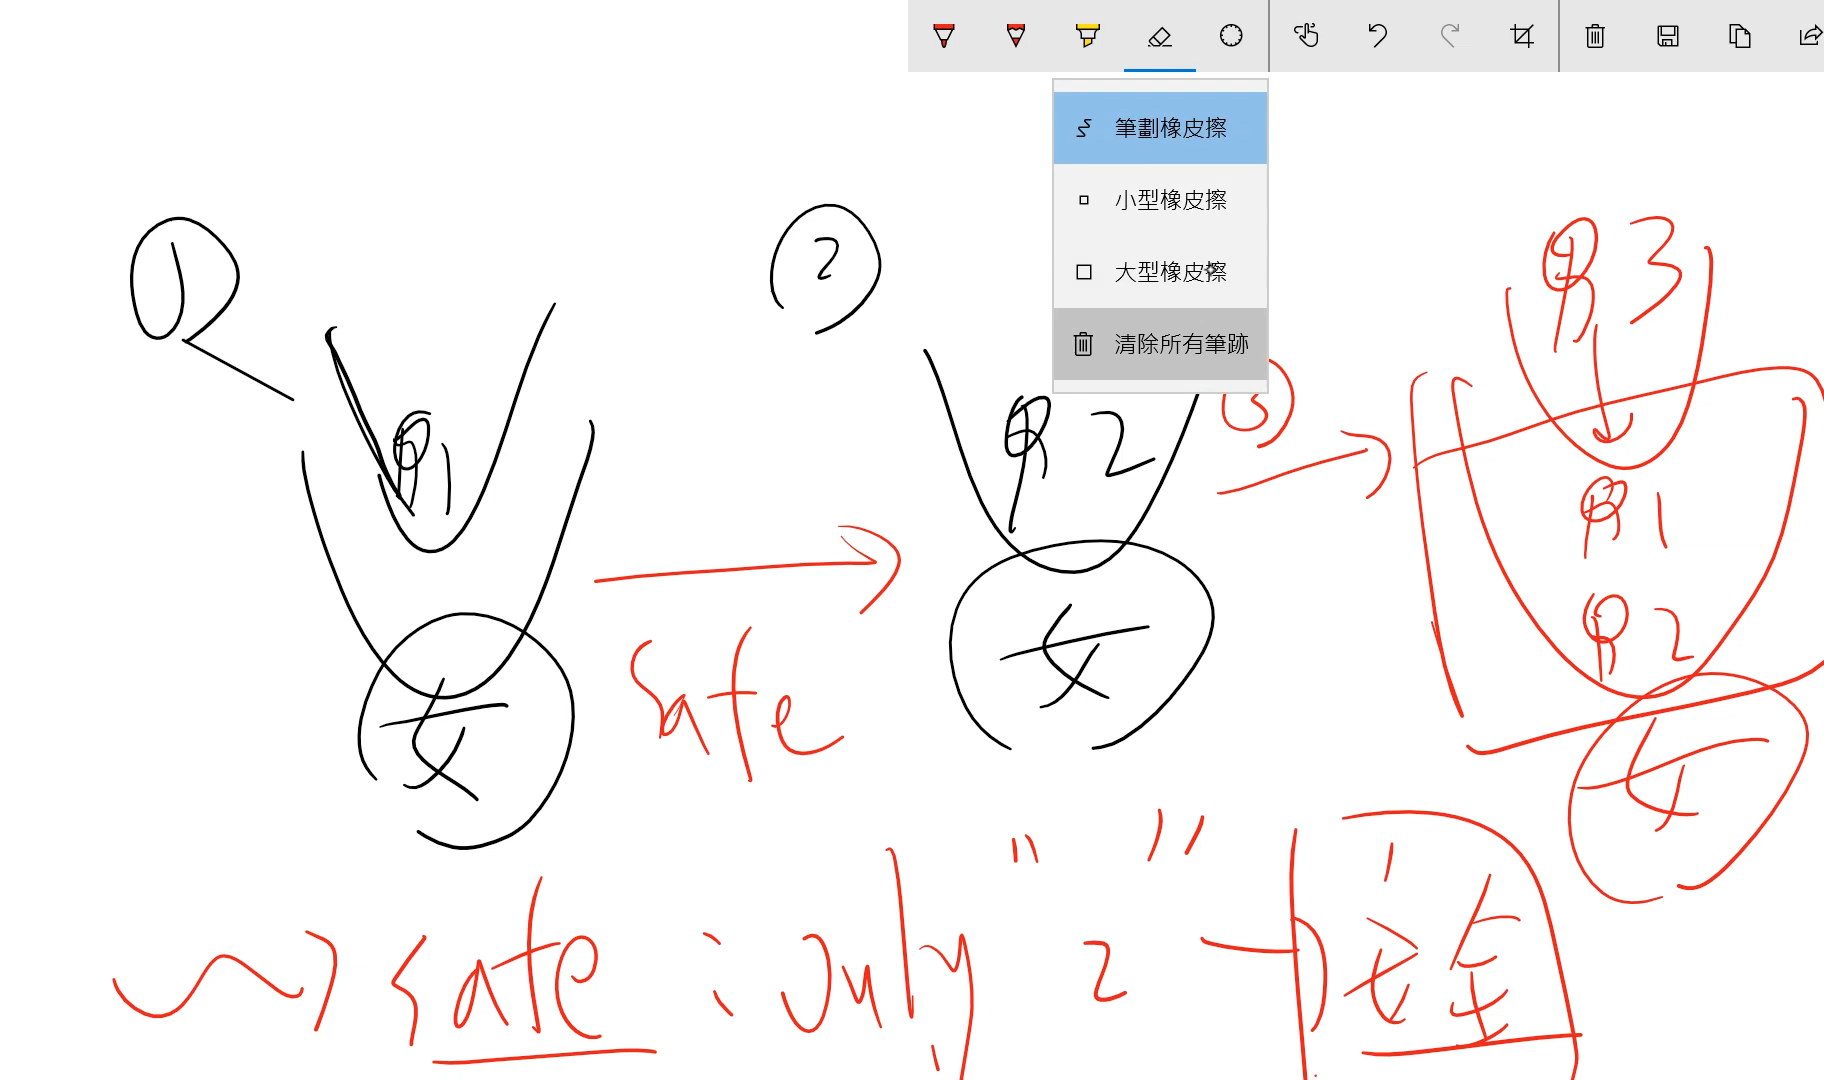 筆劃橡皮擦
小型橡皮擦
大型橡皮擦
清除所有筆跡
1
2
男3
男1
男2
3
男1
男2
女
女
safe
女
safe : only "2"